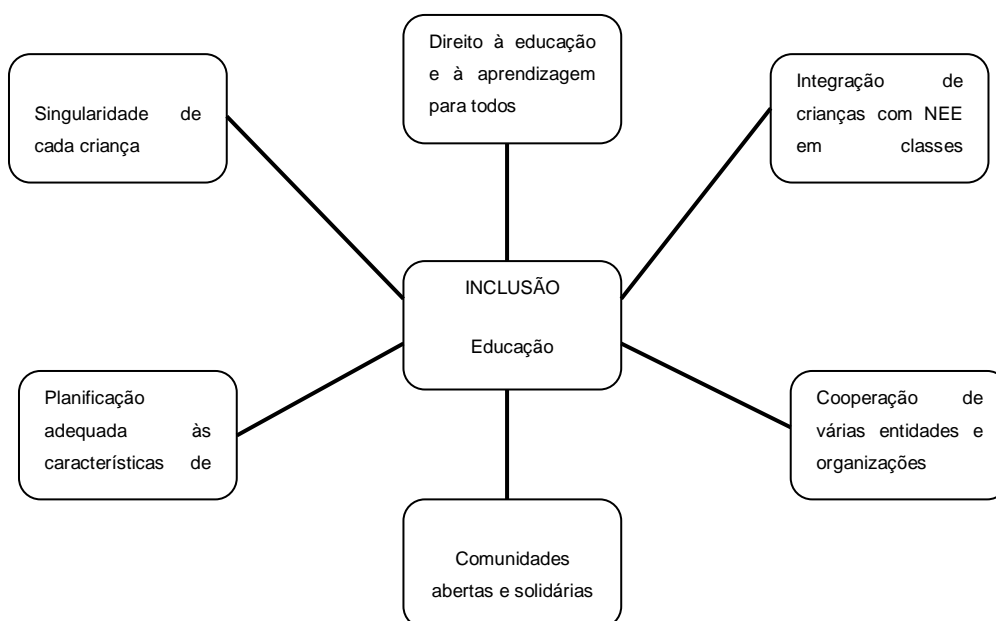 Direito à educação
e à aprendizagem
para todos
Singularidade de
cada criança
Integração de
crianças com NEE
em classes
INCLUSÃO
Educação
Planificação
adequada às
características de
Cooperação de
várias entidades e
organizações
Comunidades
abertas e solidárias